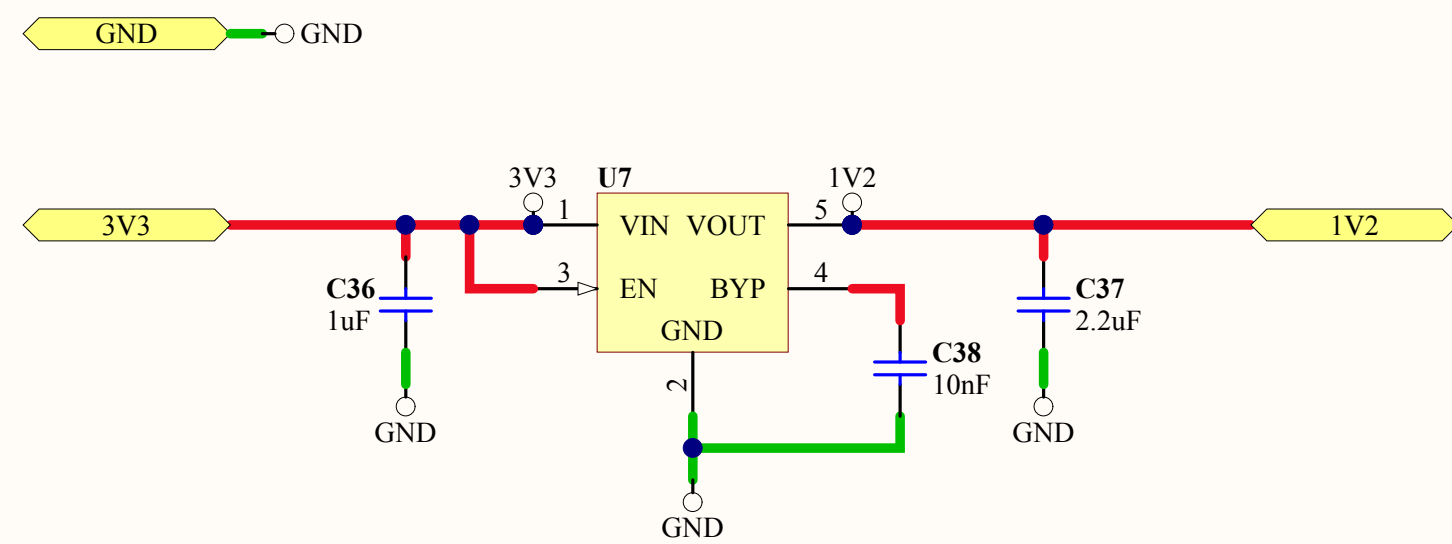 GND GND
3V3 U7 1V2
3V3 1 VIN VOUT 5 1V2
C36 3 EN BYP 4 C37
1uF GND 2.2uF
C38
2 10nF
GND GND
GND